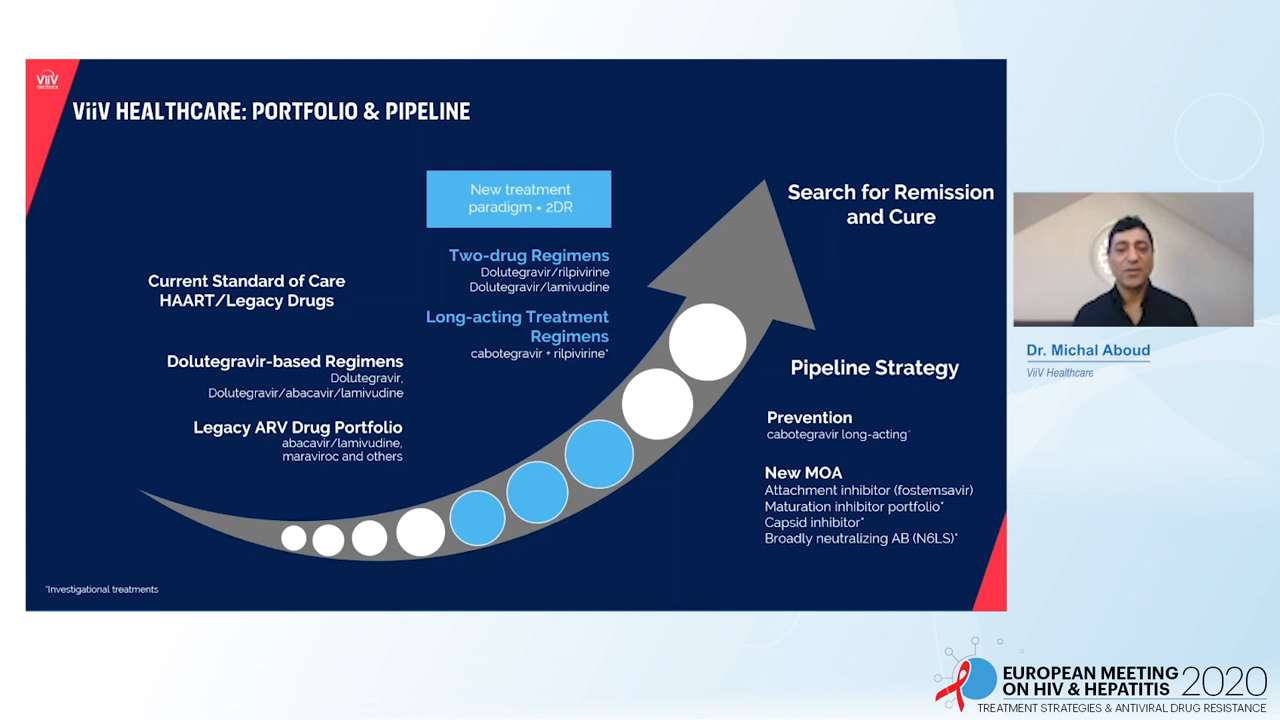 ViiV
ViiV HEALTHCARE: PORTFOLIO & PIPELINE
New treatment
paradigm = 2DR
Two-drug Regimens
Dolutegravir/rilpivirine
Dolutegravir/lamivudine
Long-acting Treatment
Regimens
cabotegravir + rilpivirine*
Current Standard of Care
HAART/Legacy Drugs
Dolutegravir-based Regimens
Dolutegravir,
Dolutegravir/abacavir/lamivudine
Legacy ARV Drug Portfolio
abacavir/lamivudine,
maraviroc and others
Search for Remission
and Cure
Pipeline Strategy
Prevention
cabotegravir long-acting*
New MOA
Attachment inhibitor (fostemsavir)
Maturation inhibitor portfolio*
Capsid inhibitor*
Broadly neutralizing AB (N6LS)*
*Investigational treatments
Dr. Michal Aboud
ViiV Healthcare
EUROPEAN MEETING
ON HIV & HEPATITIS 2020
TREATMENT STRATEGIES & ANTIVIRAL DRUG RESISTANCE